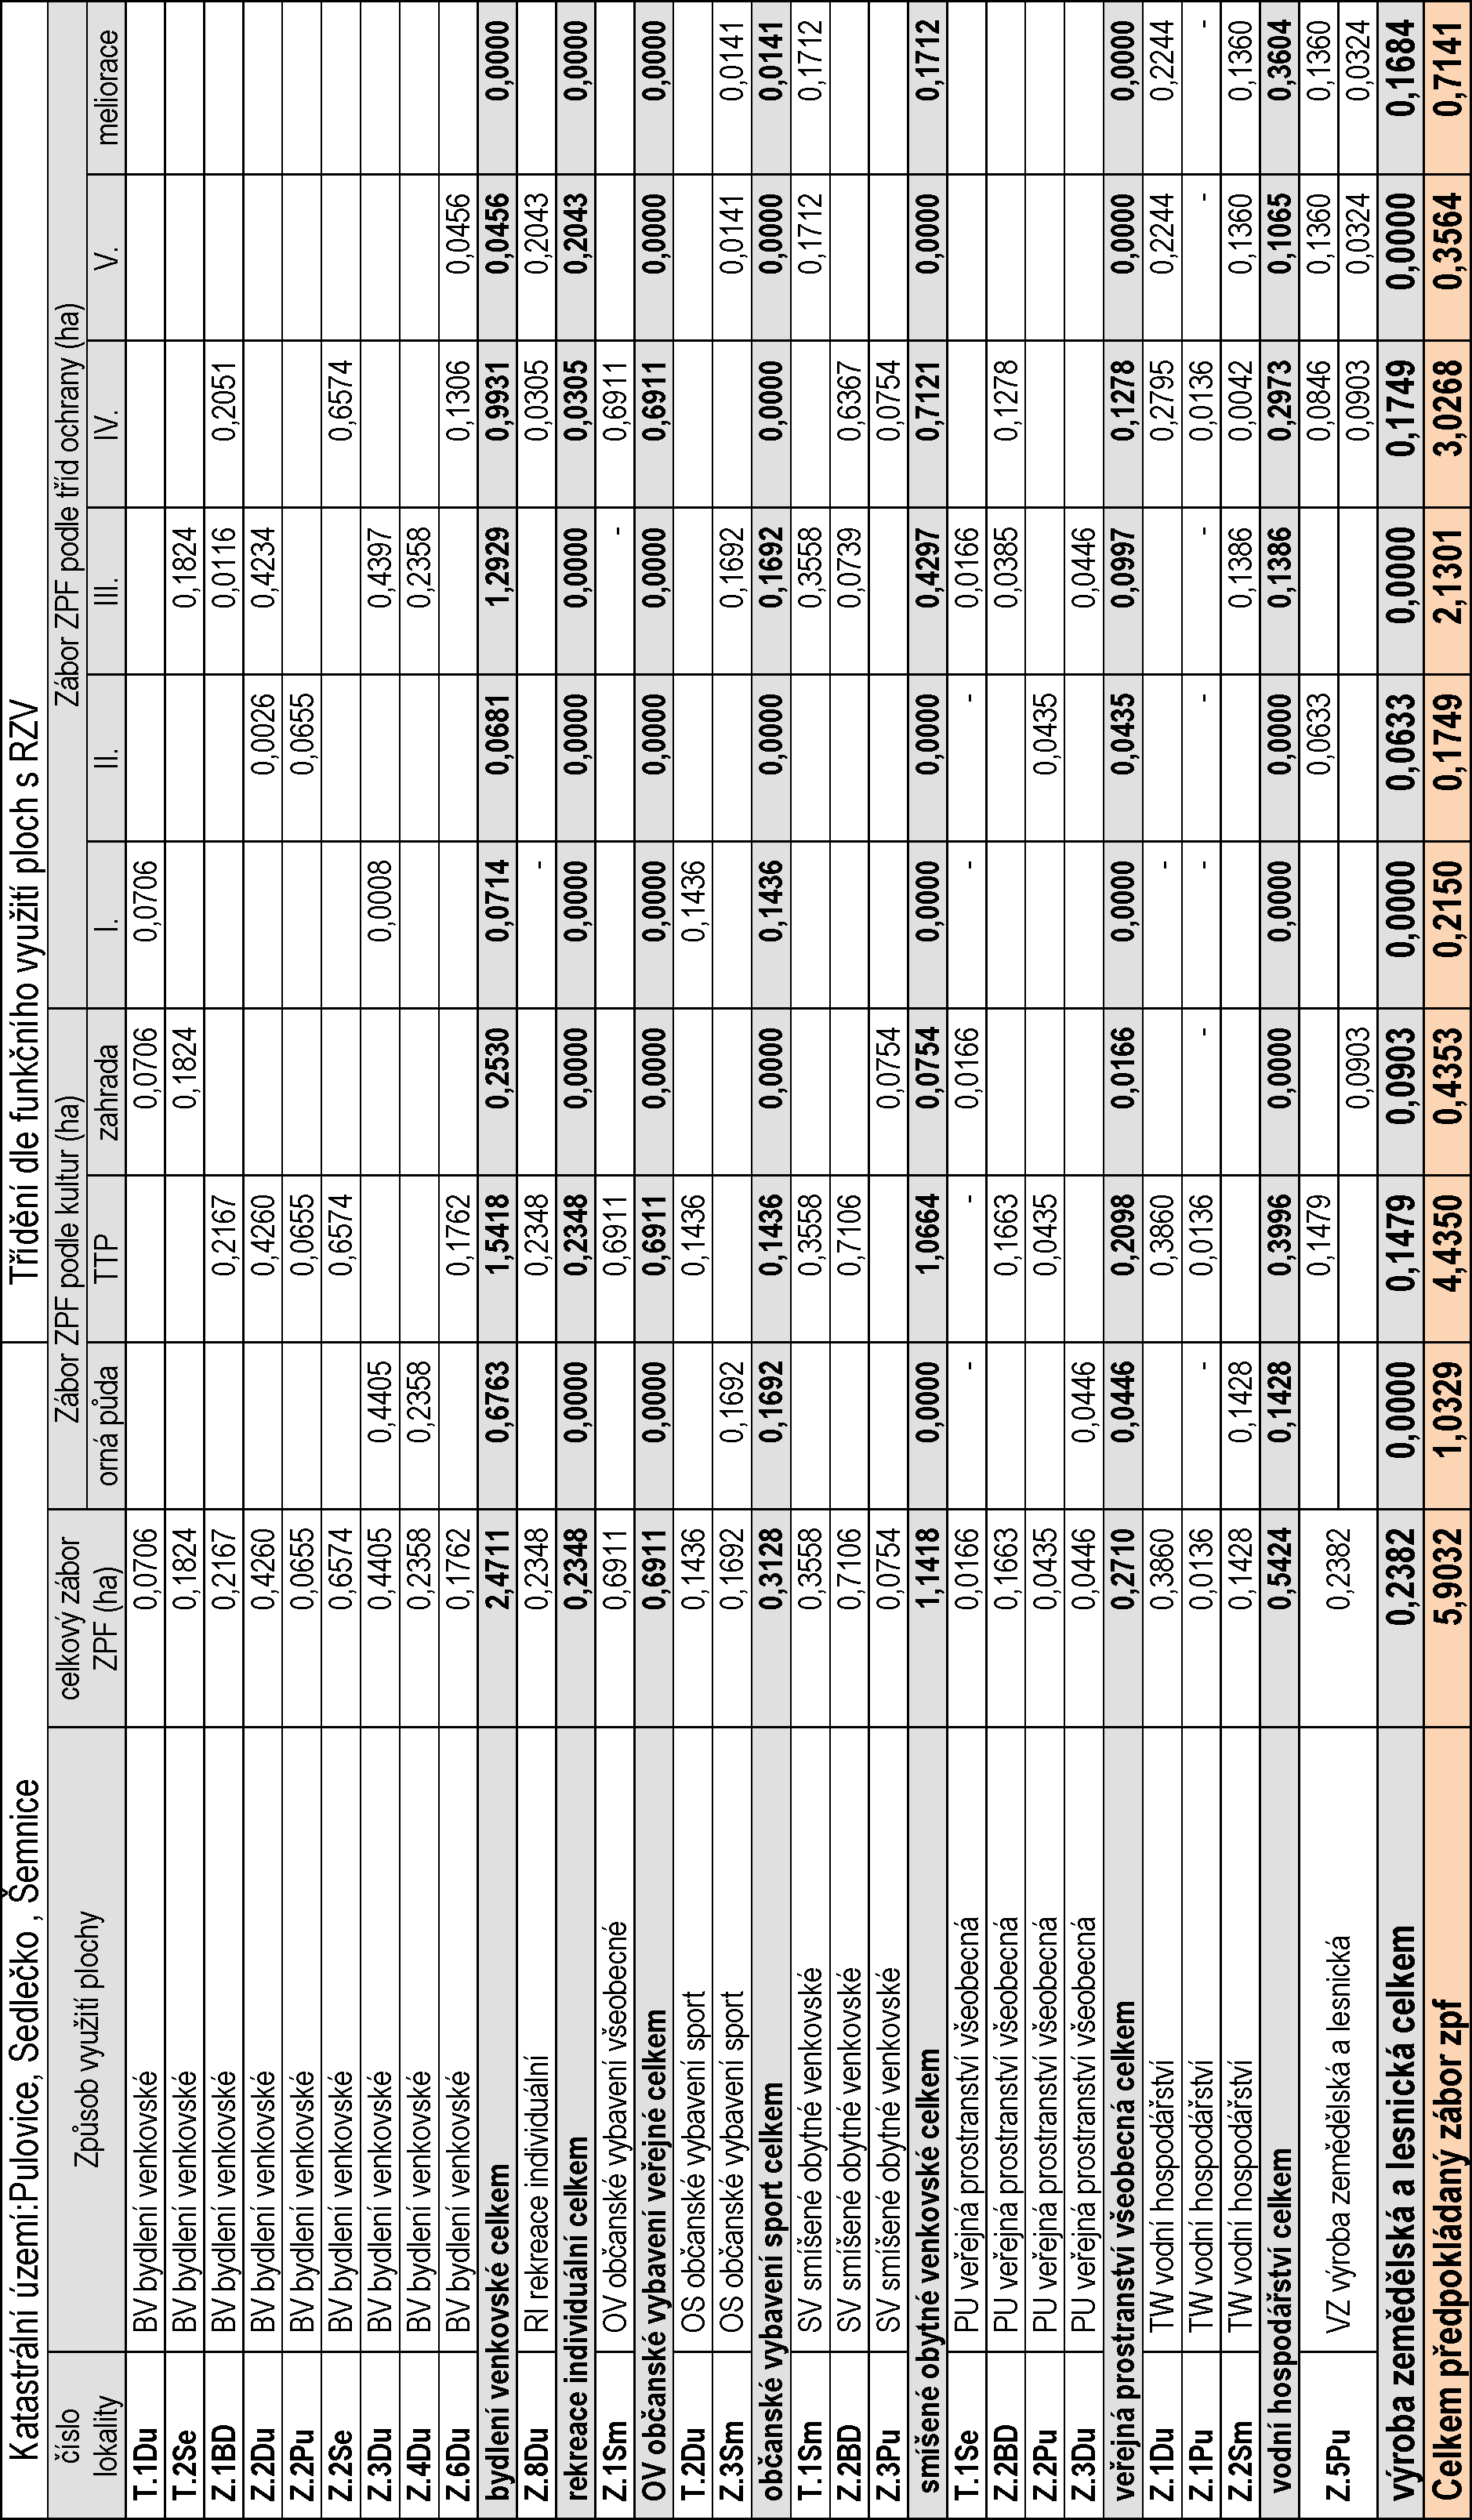 Katastrální území:Pulovice, Sedlečko , Šemnice Třídění dle funkčního využití ploch s RZV
číslo lokality Způsob využití plochy celkový zábor ZPF (ha) Zábor ZPF podle kultur (ha) Zábor ZPF podle tříd ochrany (ha)
orná půda TTP zahrada I. II. III. IV. V. meliorace
T.1Du BV bydlení venkovské 0,0706 0,0706 0,0706
T.2Se BV bydlení venkovské 0,1824 0,1824 0,1824
Z.1BD BV bydlení venkovské 0,2167 0,2167 0,0116 0,2051
Z.2Du BV bydlení venkovské 0,4260 0,4260 0,0026 0,4234
Z.2Pu BV bydlení venkovské 0,0655 0,0655 0,0655
Z.2Se BV bydlení venkovské 0,6574 0,6574 0,6574
Z.3Du BV bydlení venkovské 0,4405 0,4405 0,0008 0,4397
Z.4Du BV bydlení venkovské 0,2358 0,2358 0,2358
Z.6Du BV bydlení venkovské 0,1762 0,1762 0,1306 0,0456
bydlení venkovské celkem 2,4711 0,6763 1,5418 0,2530 0,0714 0,0681 1,2929 0,9931 0,0456 0,0000
Z.8Du RI rekreace individuální 0,2348 0,2348 - 0,0305 0,2043
rekreace individuální celkem 0,2348 0,0000 0,2348 0,0000 0,0000 0,0000 0,0000 0,0305 0,2043 0,0000
Z.1Sm OV občanské vybavení všeobecné 0,6911 0,6911 - 0,6911
OV občanské vybavení veřejné celkem 0,6911 0,0000 0,6911 0,0000 0,0000 0,0000 0,0000 0,6911 0,0000 0,0000
T.2Du OS občanské vybavení sport 0,1436 0,1436 0,1436
Z.3Sm OS občanské vybavení sport 0,1692 0,1692 0,1692 0,0141 0,0141
občanské vybavení sport celkem 0,3128 0,1692 0,1436 0,0000 0,1436 0,0000 0,1692 0,0000 0,0000 0,0141
T.1Sm SV smíšené obytné venkovské 0,3558 0,3558 0,3558 0,1712 0,1712
Z.2BD SV smíšené obytné venkovské 0,7106 0,7106 0,0739 0,6367
Z.3Pu SV smíšené obytné venkovské 0,0754 0,0754 0,0754
smíšené obytné venkovské celkem 1,1418 0,0000 1,0664 0,0754 0,0000 0,0000 0,4297 0,7121 0,0000 0,1712
T.1Se PU veřejná prostranství všeobecná 0,0166 - - 0,0166 - - 0,0166
Z.2BD PU veřejná prostranství všeobecná 0,1663 0,1663 0,0385 0,1278
Z.2Pu PU veřejná prostranství všeobecná 0,0435 0,0435 0,0435
Z.3Du PU veřejná prostranství všeobecná 0,0446 0,0446 0,0446
veřejná prostranství všeobecná celkem 0,2710 0,0446 0,2098 0,0166 0,0000 0,0435 0,0997 0,1278 0,0000 0,0000
Z.1Du TW vodní hospodářství 0,3860 0,3860 - 0,2795 0,2244 0,2244
Z.1Pu TW vodní hospodářství 0,0136 - 0,0136 - - - - 0,0136 - -
Z.2Sm TW vodní hospodářství 0,1428 0,1428 0,1386 0,0042 0,1360 0,1360
vodní hospodářství celkem 0,5424 0,1428 0,3996 0,0000 0,0000 0,0000 0,1386 0,2973 0,1065 0,3604
Z.5Pu VZ výroba zemědělská a lesnická 0,2382 0,1479 0,0633 0,0846 0,1360 0,1360
0,0903 0,0903 0,0324 0,0324
výroba zemědělská a lesnická celkem 0,2382 0,0000 0,1479 0,0903 0,0000 0,0633 0,0000 0,1749 0,0000 0,1684
Celkem předpokládaný zábor zpf 5,9032 1,0329 4,4350 0,4353 0,2150 0,1749 2,1301 3,0268 0,3564 0,7141